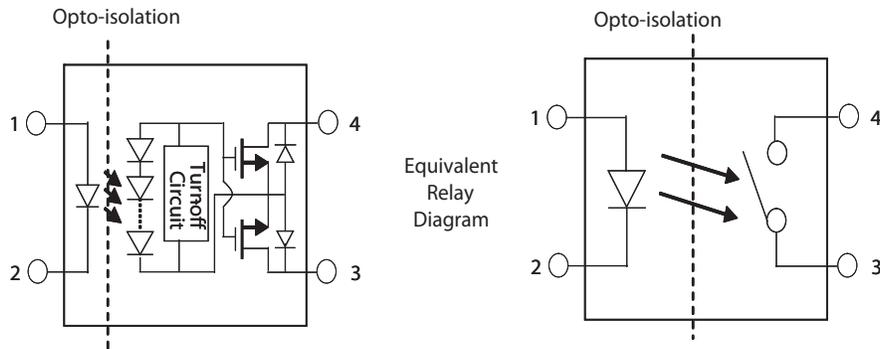 Opto-isolation
1
4
Turnoff
Circuit
2
3
Equivalent
Relay
Diagram
Opto-isolation
1
4
2
3